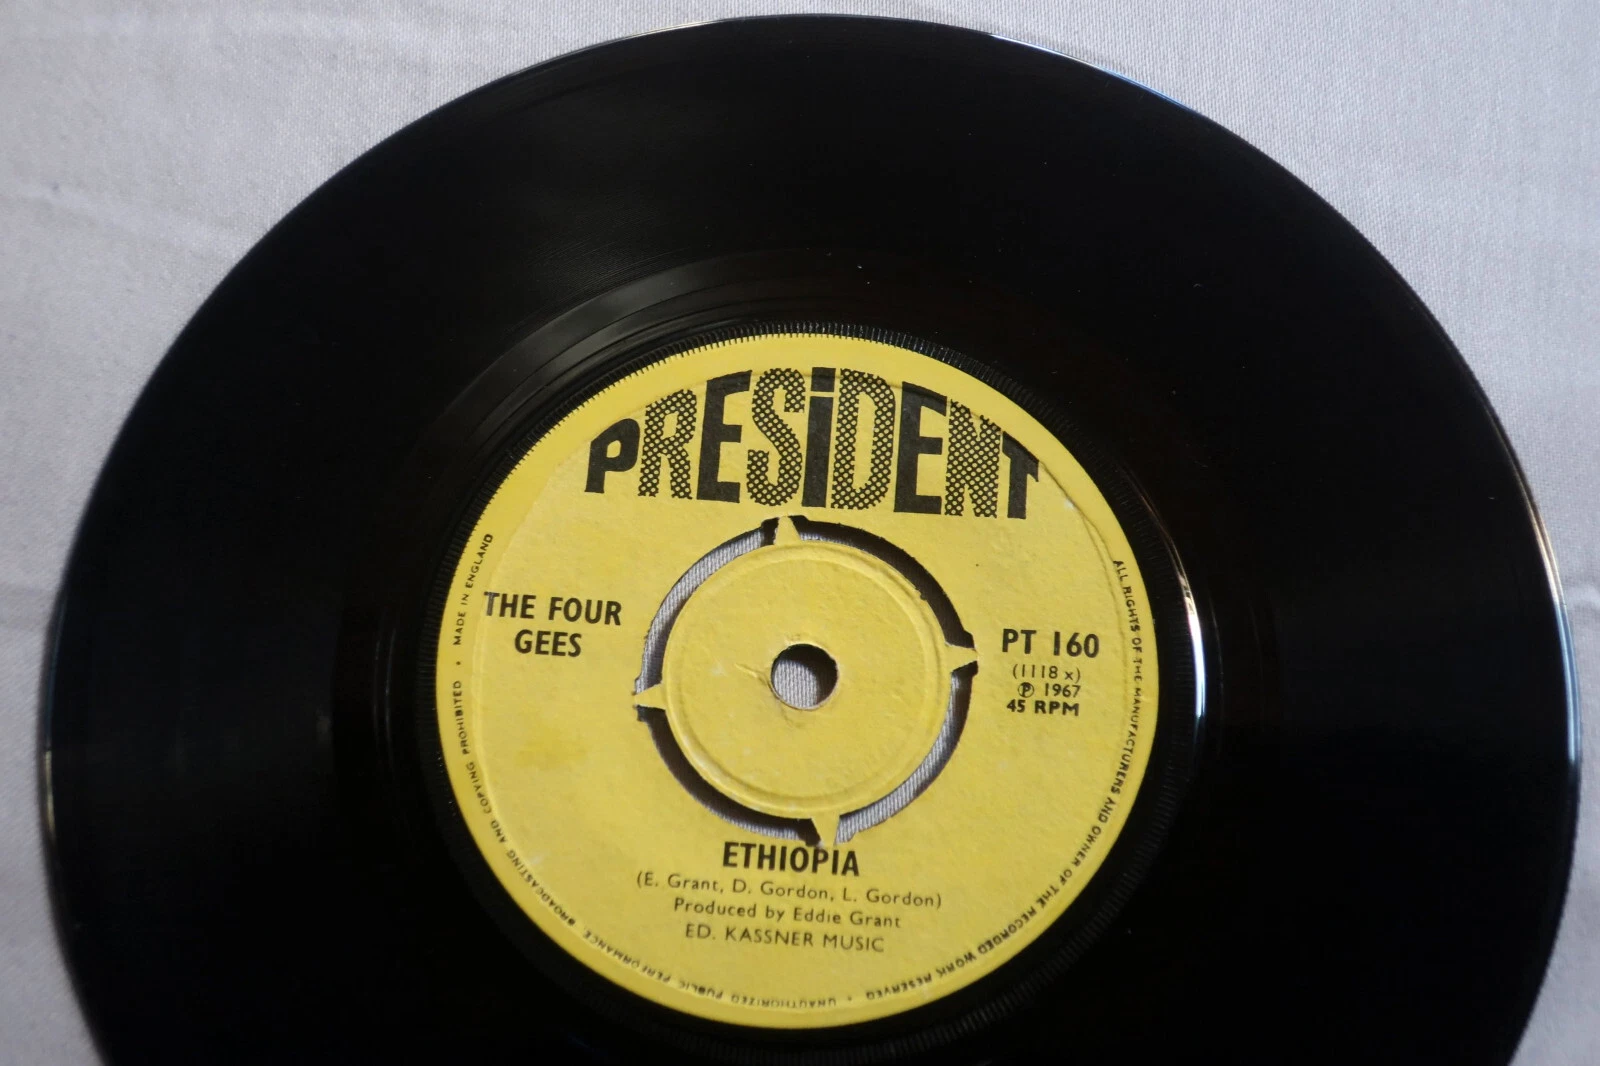 PRESiDENT
THE FOUR
GEES
PT 160
(1118 x)
Ⓟ 1967
45 RPM
ETHIOPIA
(E. Grant, D. Gordon, L. Gordon)
Produced by Eddie Grant
ED. KASSNER MUSIC
ALL RIGHTS OF THE MANUFACTURERS AND OWNER OF THE RECORDED WORK RESERVED • UNAUTHORIZED PUBLIC PERFORMANCE, BROADCASTING AND COPYING PROHIBITED • MADE IN ENGLAND